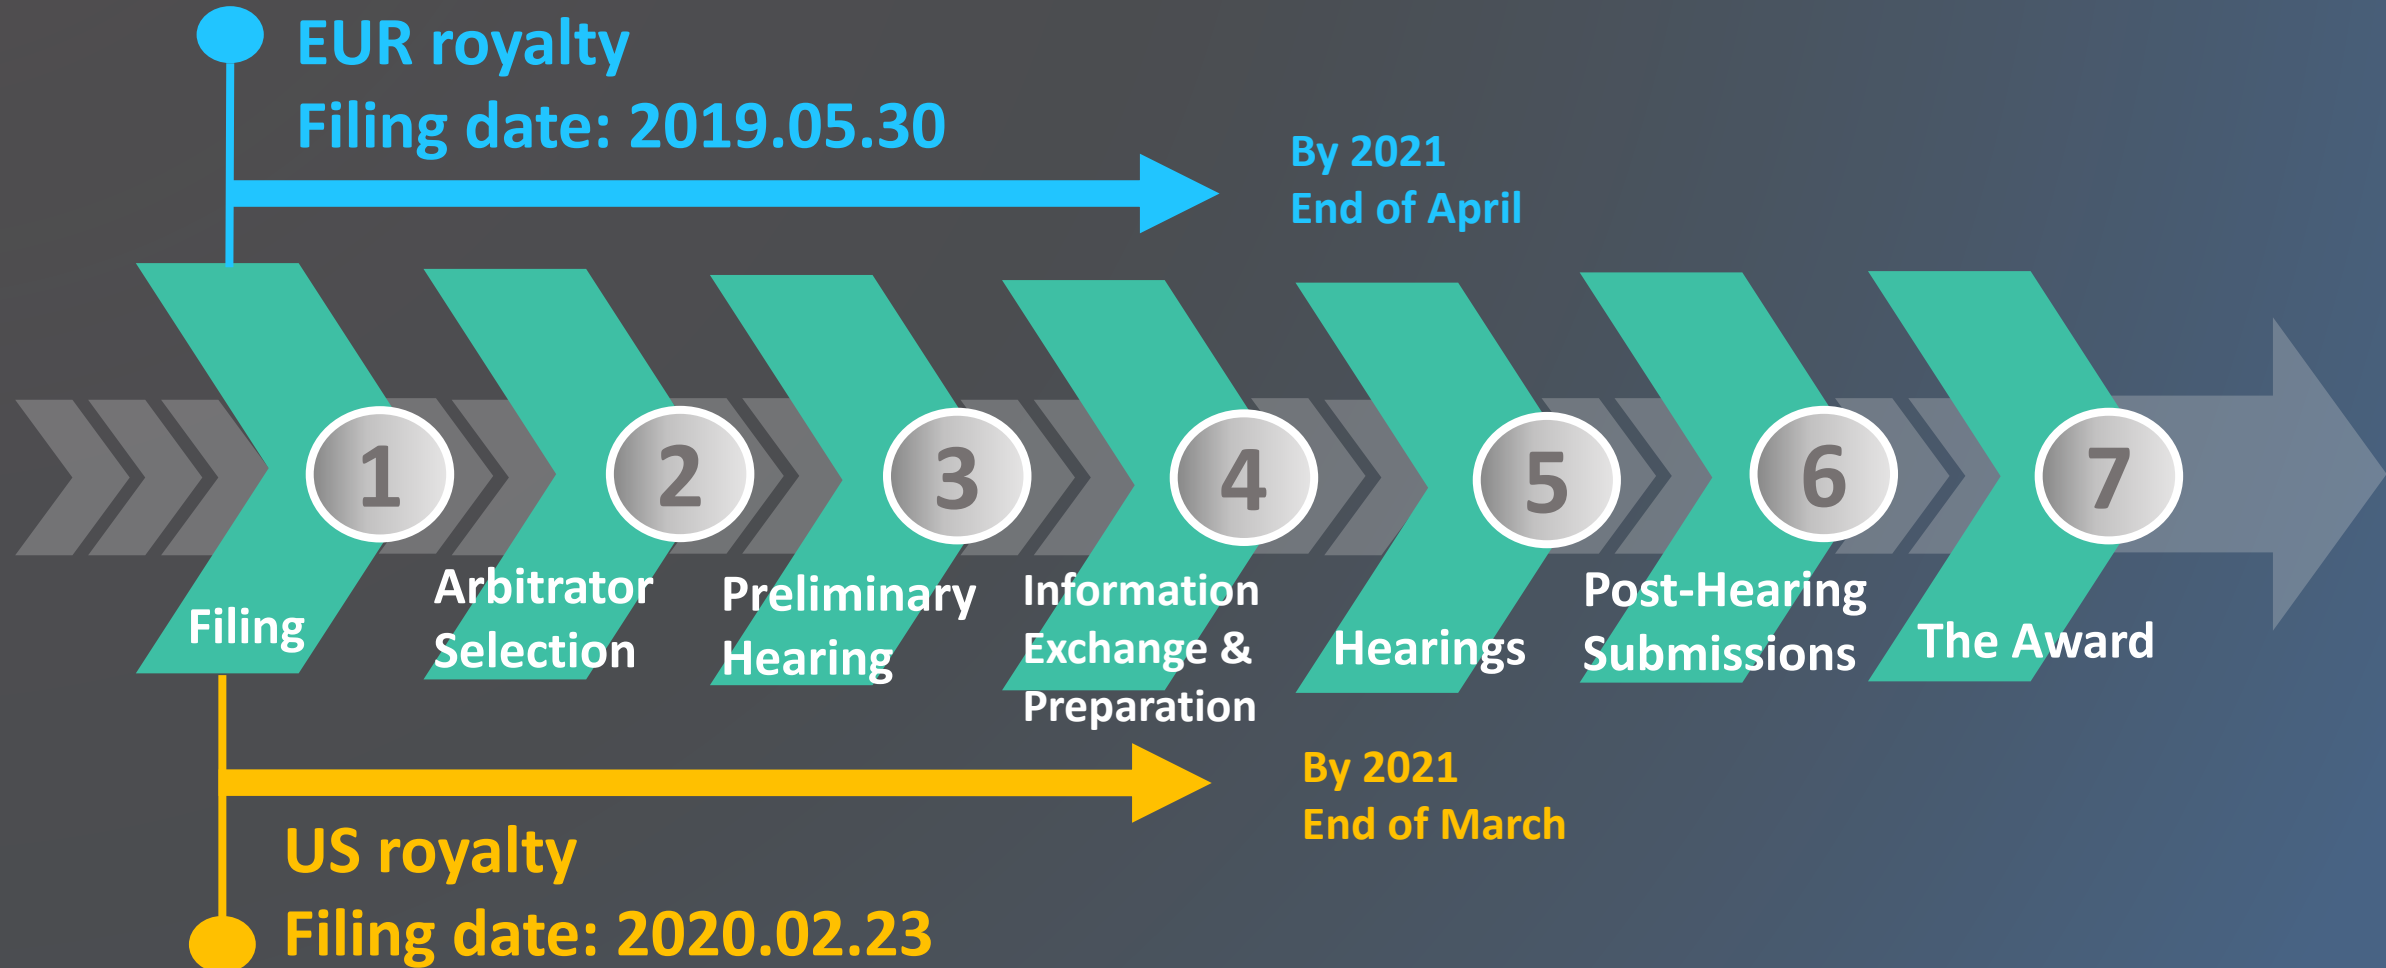 EUR royalty
Filing date: 2019.05.30
By 2021
End of April
1
2
3
4
5
6
7
Filing
Arbitrator
Selection
Preliminary
Hearing
Information
Exchange &
Preparation
Hearings
Post-Hearing
Submissions
The Award
By 2021
End of March
US royalty
Filing date: 2020.02.23